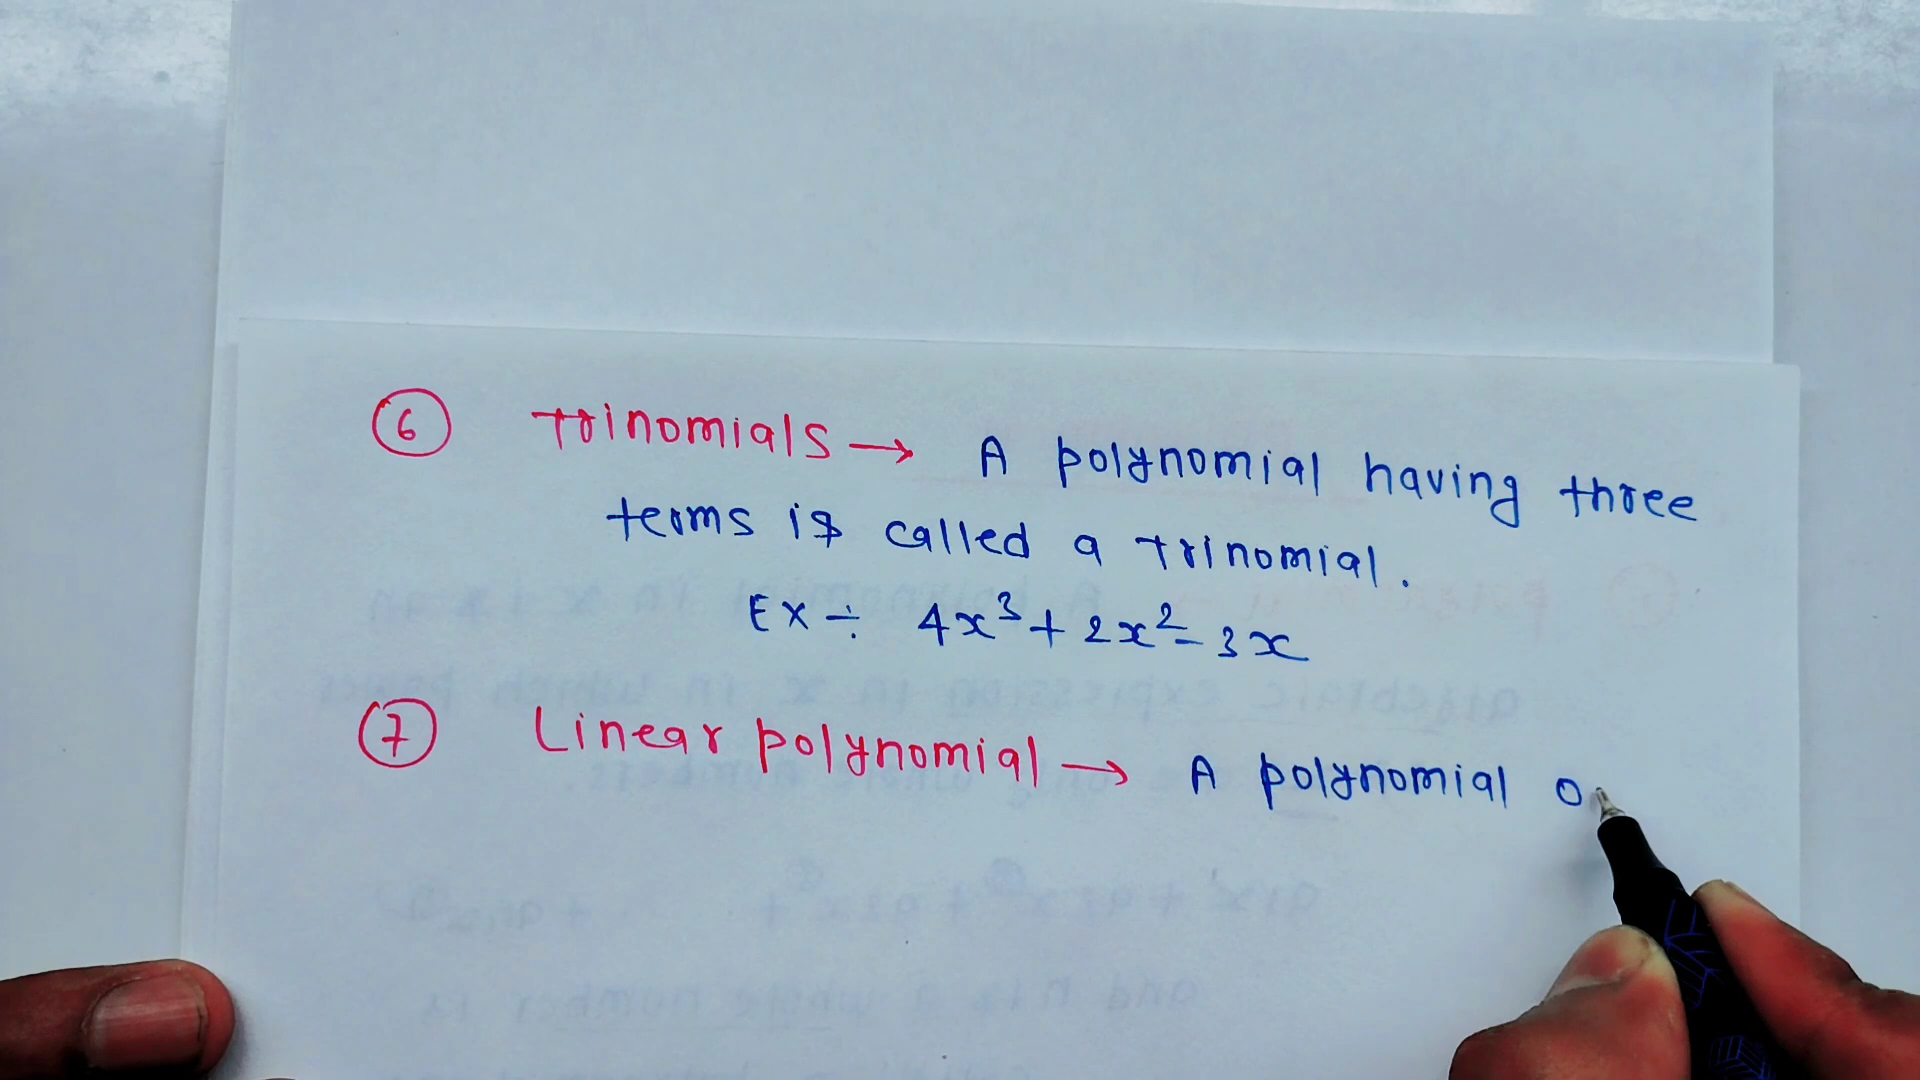 6 Trinomials → A polynomial having three
terms is called a trinomial.
Ex ÷ 4x³ + 2x² - 3x
7 Linear polynomial → A polynomial o